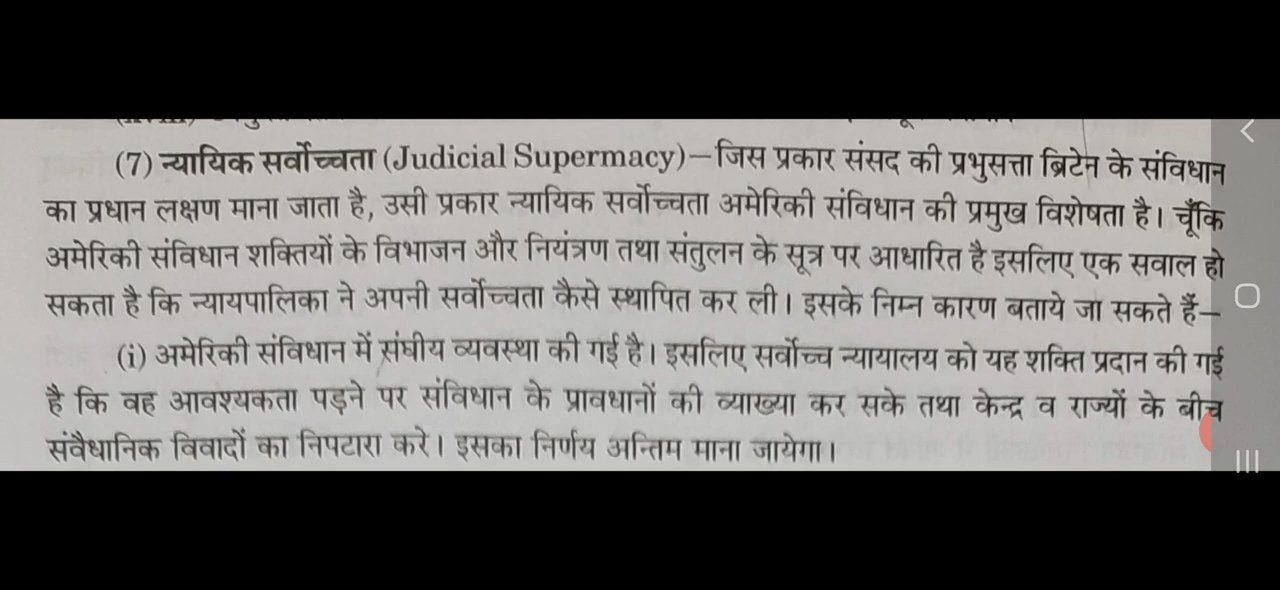 (7) न्यायिक सर्वोच्चता (Judicial Supermacy)—जिस प्रकार संसद की प्रभुसत्ता ब्रिटेन के संविधान
का प्रधान लक्षण माना जाता है, उसी प्रकार न्यायिक सर्वोच्चता अमेरिकी संविधान की प्रमुख विशेषता है। चूँकि
अमेरिकी संविधान शक्तियों के विभाजन और नियंत्रण तथा संतुलन के सूत्र पर आधारित है इसलिए एक सवाल हो
सकता है कि न्यायपालिका ने अपनी सर्वोच्चता कैसे स्थापित कर ली। इसके निम्न कारण बताये जा सकते हैं—
(i) अमेरिकी संविधान में संघीय व्यवस्था की गई है। इसलिए सर्वोच्च न्यायालय को यह शक्ति प्रदान की गई
है कि वह आवश्यकता पड़ने पर संविधान के प्रावधानों की व्याख्या कर सके तथा केन्द्र व राज्यों के बीच
संवैधानिक विवादों का निपटारा करे। इसका निर्णय अन्तिम माना जायेगा।